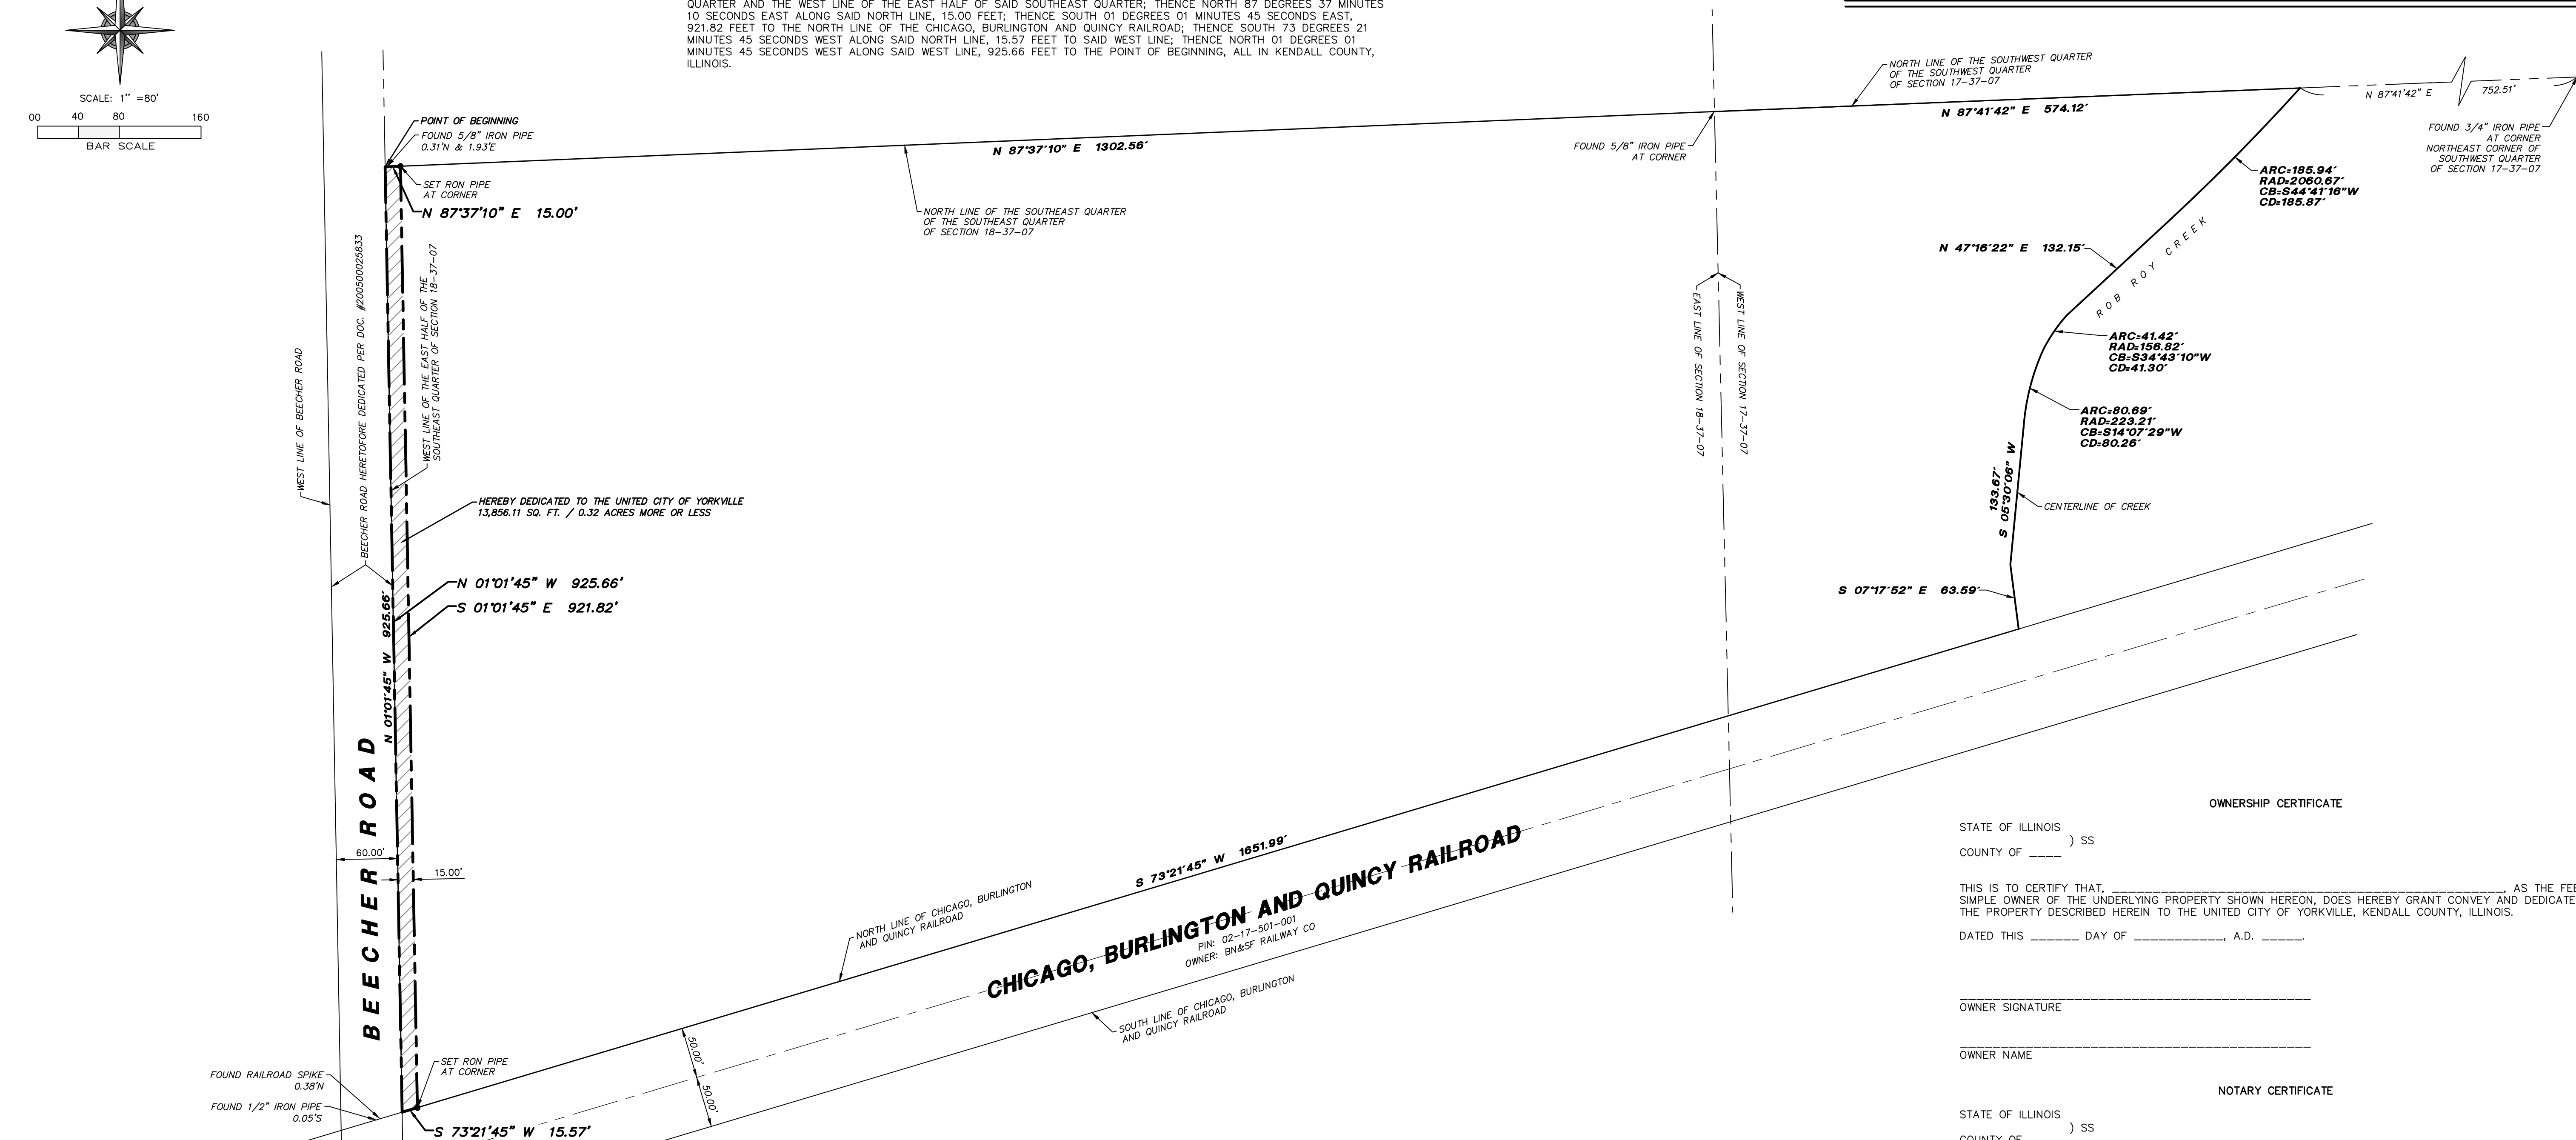 QUARTER AND THE WEST LINE OF THE EAST HALF OF SAID SOUTHEAST QUARTER; THENCE NORTH 87 DEGREES 37 MINUTES
10 SECONDS EAST ALONG SAID NORTH LINE, 15.00 FEET; THENCE SOUTH 01 DEGREES 01 MINUTES 45 SECONDS EAST,
921.82 FEET TO THE NORTH LINE OF THE CHICAGO, BURLINGTON AND QUINCY RAILROAD; THENCE SOUTH 73 DEGREES 21
MINUTES 45 SECONDS WEST ALONG SAID NORTH LINE, 15.57 FEET TO SAID WEST LINE; THENCE NORTH 01 DEGREES 01
MINUTES 45 SECONDS WEST ALONG SAID WEST LINE, 925.66 FEET TO THE POINT OF BEGINNING, ALL IN KENDALL COUNTY,
ILLINOIS.
SCALE: 1" =80'
00 40 80 160
BAR SCALE
POINT OF BEGINNING
FOUND 5/8" IRON PIPE
0.31'N & 1.93'E
SET RON PIPE
AT CORNER
N 87°37'10" E 15.00'
N 87°37'10" E 1302.56'
NORTH LINE OF THE SOUTHEAST QUARTER
OF THE SOUTHEAST QUARTER
OF SECTION 18-37-07
FOUND 5/8" IRON PIPE
AT CORNER
NORTH LINE OF THE SOUTHWEST QUARTER
OF THE SOUTHWEST QUARTER
OF SECTION 17-37-07
N 87°41'42" E 574.12'
N 87°41'42" E
752.51'
FOUND 3/4" IRON PIPE
AT CORNER
NORTHEAST CORNER OF
SOUTHWEST QUARTER
OF SECTION 17-37-07
ARC=185.94'
RAD=2060.67'
CB=S44°41'16"W
CD=185.87'
ROB ROY CREEK
N 47°16'22" E 132.15'
ARC=41.42'
RAD=156.82'
CB=S34°43'10"W
CD=41.30'
ARC=80.69'
RAD=223.21'
CB=S14°07'29"W
CD=80.26'
133.67'
S 05°30'06" W
CENTERLINE OF CREEK
S 07°17'52" E 63.59'
EAST LINE OF SECTION 18-37-07
WEST LINE OF SECTION 17-37-07
WEST LINE OF BEECHER ROAD
BEECHER ROAD HERETOFORE DEDICATED PER DOC. #200500025833
WEST LINE OF THE EAST HALF OF THE
SOUTHEAST QUARTER OF SECTION 18-37-07
HEREBY DEDICATED TO THE UNITED CITY OF YORKVILLE
13,856.11 SQ. FT. / 0.32 ACRES MORE OR LESS
N 01°01'45" W 925.66'
S 01°01'45" E 921.82'
N 01°01'45" W 925.66'
BEECHER ROAD
60.00'
15.00'
S 73°21'45" W 1651.99'
NORTH LINE OF CHICAGO, BURLINGTON
AND QUINCY RAILROAD
CHICAGO, BURLINGTON AND QUINCY RAILROAD
PIN: 02-17-501-001
OWNER: BN&SF RAILWAY CO
SOUTH LINE OF CHICAGO, BURLINGTON
AND QUINCY RAILROAD
50.00'
50.00'
SET RON PIPE
AT CORNER
FOUND RAILROAD SPIKE
0.38'N
FOUND 1/2" IRON PIPE
0.05'S
S 73°21'45" W 15.57'
OWNERSHIP CERTIFICATE
STATE OF ILLINOIS
) SS
COUNTY OF ____
THIS IS TO CERTIFY THAT, ________________________________________________, AS THE FEE
SIMPLE OWNER OF THE UNDERLYING PROPERTY SHOWN HEREON, DOES HEREBY GRANT CONVEY AND DEDICATE
THE PROPERTY DESCRIBED HEREIN TO THE UNITED CITY OF YORKVILLE, KENDALL COUNTY, ILLINOIS.
DATED THIS ______ DAY OF ___________, A.D. _____.
OWNER SIGNATURE
OWNER NAME
NOTARY CERTIFICATE
STATE OF ILLINOIS
) SS
COUNTY OF